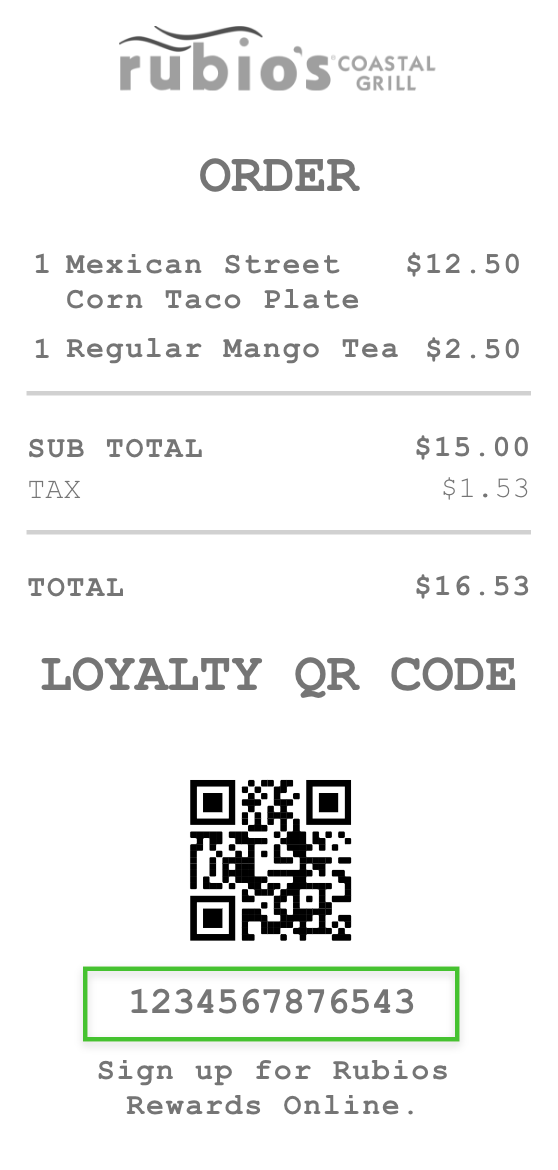 rubio's COASTAL
GRILL
ORDER
1 Mexican Street $12.50
Corn Taco Plate
1 Regular Mango Tea $2.50
SUB TOTAL $15.00
TAX $1.53
TOTAL $16.53
LOYALTY QR CODE
1234567876543
Sign up for Rubios
Rewards Online.